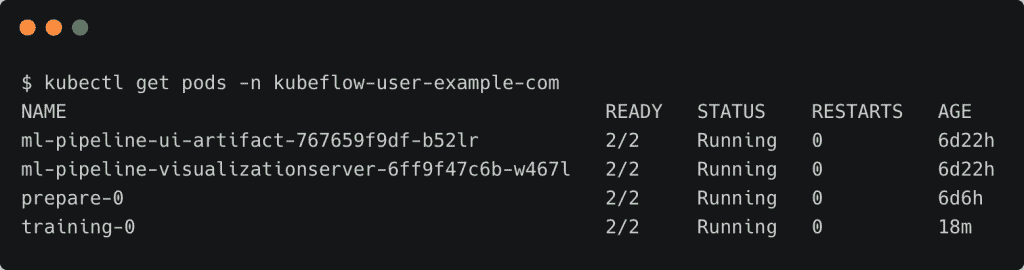 $ kubectl get pods -n kubeflow-user-example-com
NAME READY STATUS RESTARTS AGE
ml-pipeline-ui-artifact-767659f9df-b52lr 2/2 Running 0 6d22h
ml-pipeline-visualizationserver-6ff9f47c6b-w467l 2/2 Running 0 6d22h
prepare-0 2/2 Running 0 6d6h
training-0 2/2 Running 0 18m